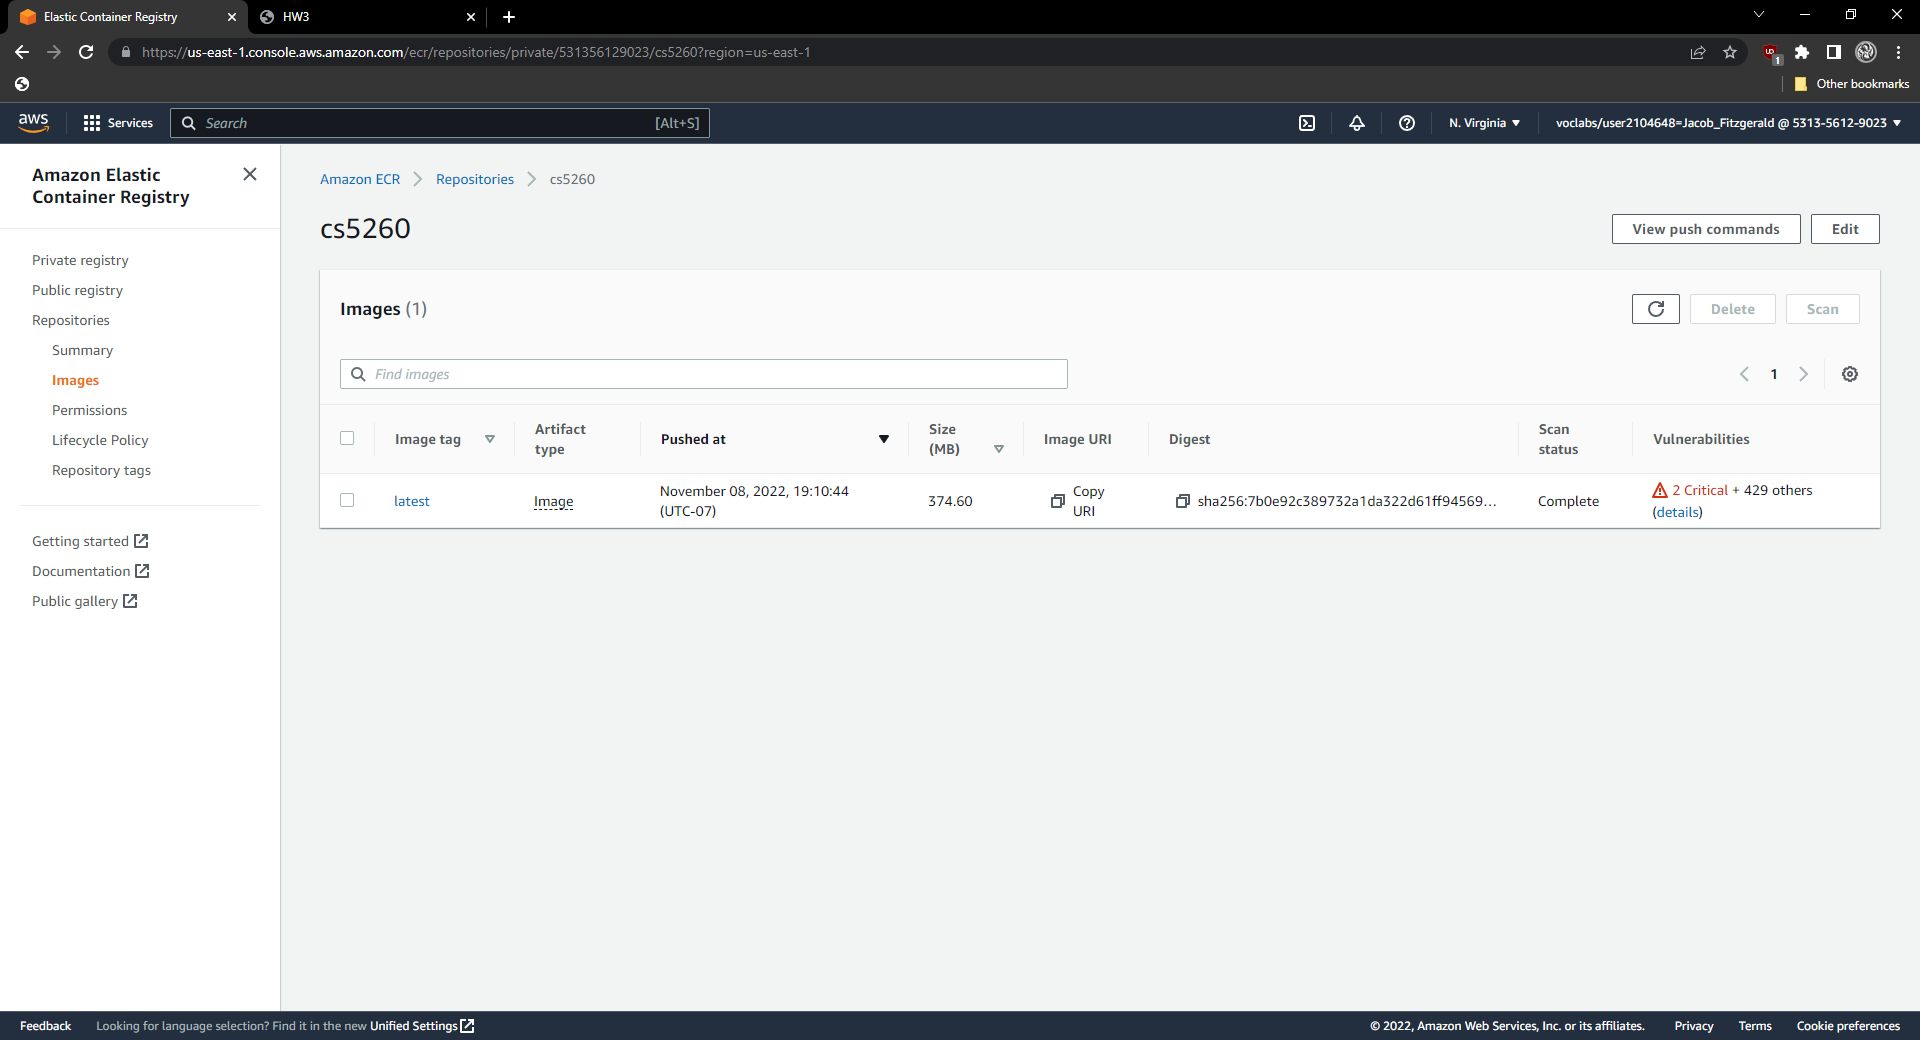 Elastic Container Registry
HW3
https://us-east-1.console.aws.amazon.com/ecr/repositories/private/531356129023/cs5260?region=us-east-1
1
Other bookmarks
aws
Services
Search
[Alt+S]
N. Virginia
voclabs/user2104648=Jacob_Fitzgerald @ 5313-5612-9023
Amazon Elastic
Container Registry
Private registry
Public registry
Repositories
Summary
Images
Permissions
Lifecycle Policy
Repository tags
Getting started
Documentation
Public gallery
Amazon ECR
Repositories
cs5260
cs5260
View push commands
Edit
Images (1)
Delete
Scan
Find images
1
Image tag
Artifact
type
Pushed at
Size
(MB)
Image URI
Digest
Scan
status
Vulnerabilities
latest
Image
November 08, 2022, 19:10:44
(UTC-07)
374.60
Copy
URI
sha256:7b0e92c389732a1da322d61ff94569...
Complete
2 Critical + 429 others
(details)
Feedback
Looking for language selection? Find it in the new Unified Settings
© 2022, Amazon Web Services, Inc. or its affiliates.
Privacy
Terms
Cookie preferences